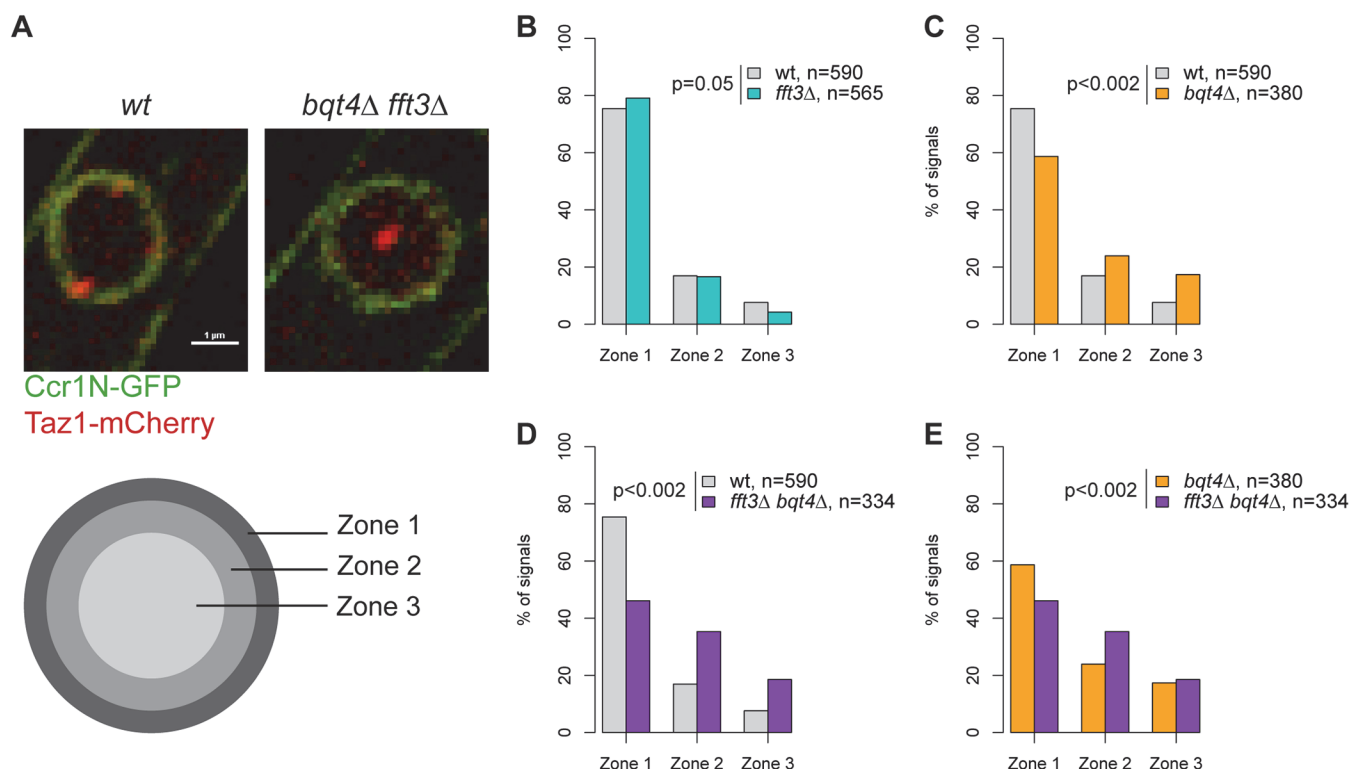 A
wt
bqt4Δ fft3Δ
1 µm
Ccr1N-GFP
Taz1-mCherry
Zone 1
Zone 2
Zone 3
B
% of signals
100
80
60
40
20
0
p=0.05
wt, n=590
fft3Δ, n=565
Zone 1
Zone 2
Zone 3
C
% of signals
100
80
60
40
20
0
p<0.002
wt, n=590
bqt4Δ, n=380
Zone 1
Zone 2
Zone 3
D
% of signals
100
80
60
40
20
0
p<0.002
wt, n=590
fft3Δ bqt4Δ, n=334
Zone 1
Zone 2
Zone 3
E
% of signals
100
80
60
40
20
0
p<0.002
bqt4Δ, n=380
fft3Δ bqt4Δ, n=334
Zone 1
Zone 2
Zone 3